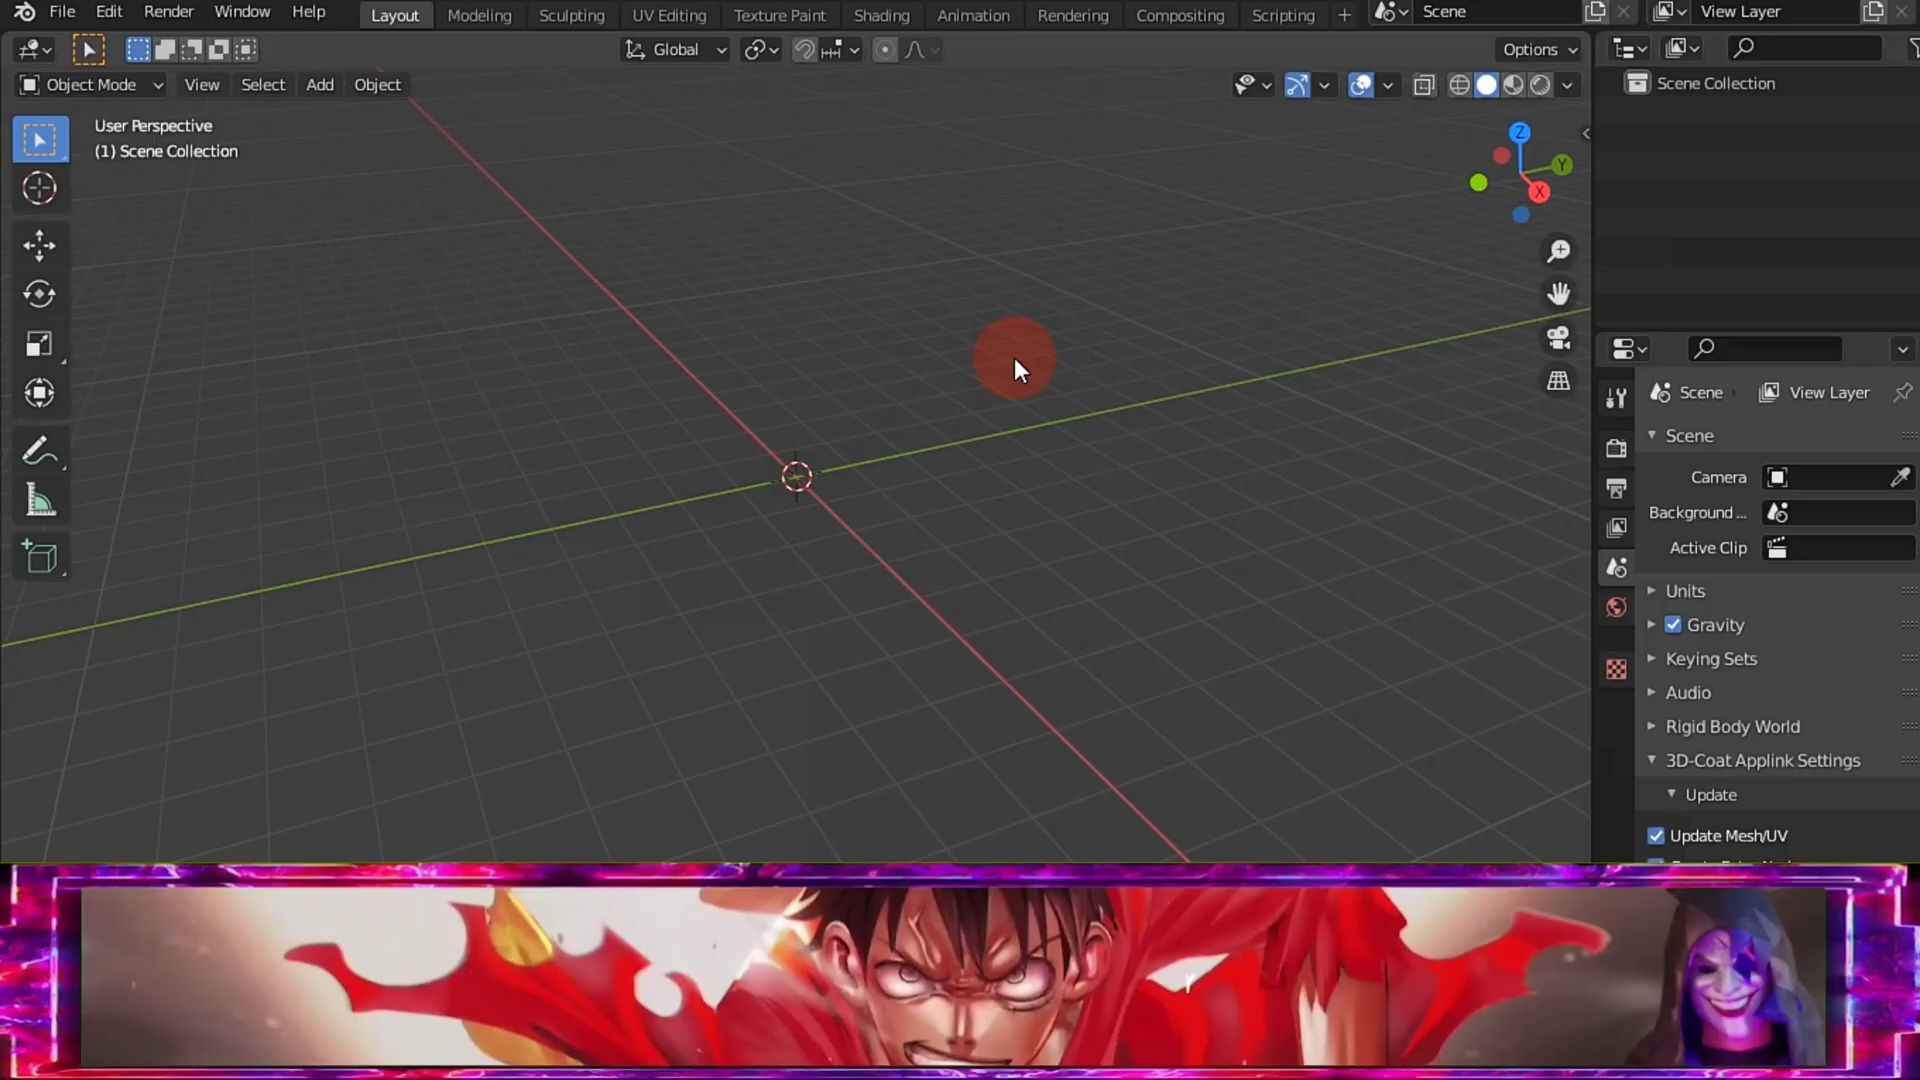 File Edit Render Window Help Layout Modeling Sculpting UV Editing Texture Paint Shading Animation Rendering Compositing Scripting + Scene View Layer
Global Options
Object Mode View Select Add Object
Scene Collection
User Perspective
(1) Scene Collection
Z
Y
X
Scene View Layer
Scene
Camera
Background ...
Active Clip
Units
Gravity
Keying Sets
Audio
Rigid Body World
3D-Coat Applink Settings
Update
Update Mesh/UV